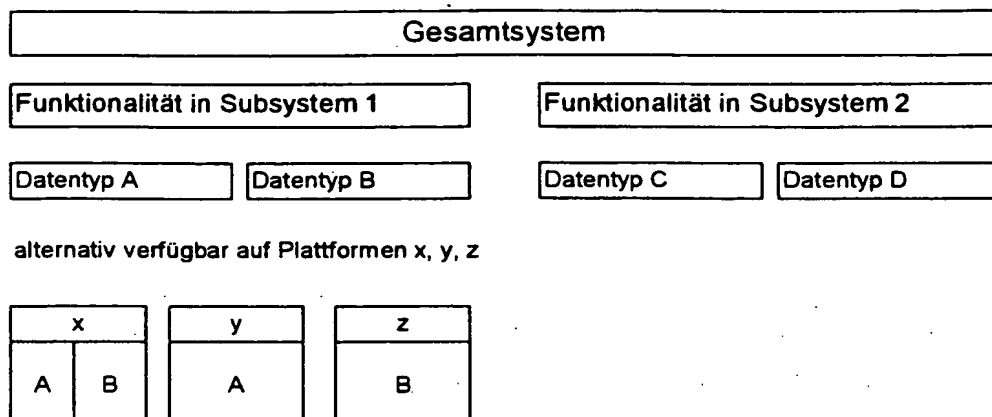 Gesamtsystem
Funktionalität in Subsystem 1
Funktionalität in Subsystem 2
Datentyp A
Datentyp B
Datentyp C
Datentyp D
alternativ verfügbar auf Plattformen x, y, z
x
y
z
A
B
A
B